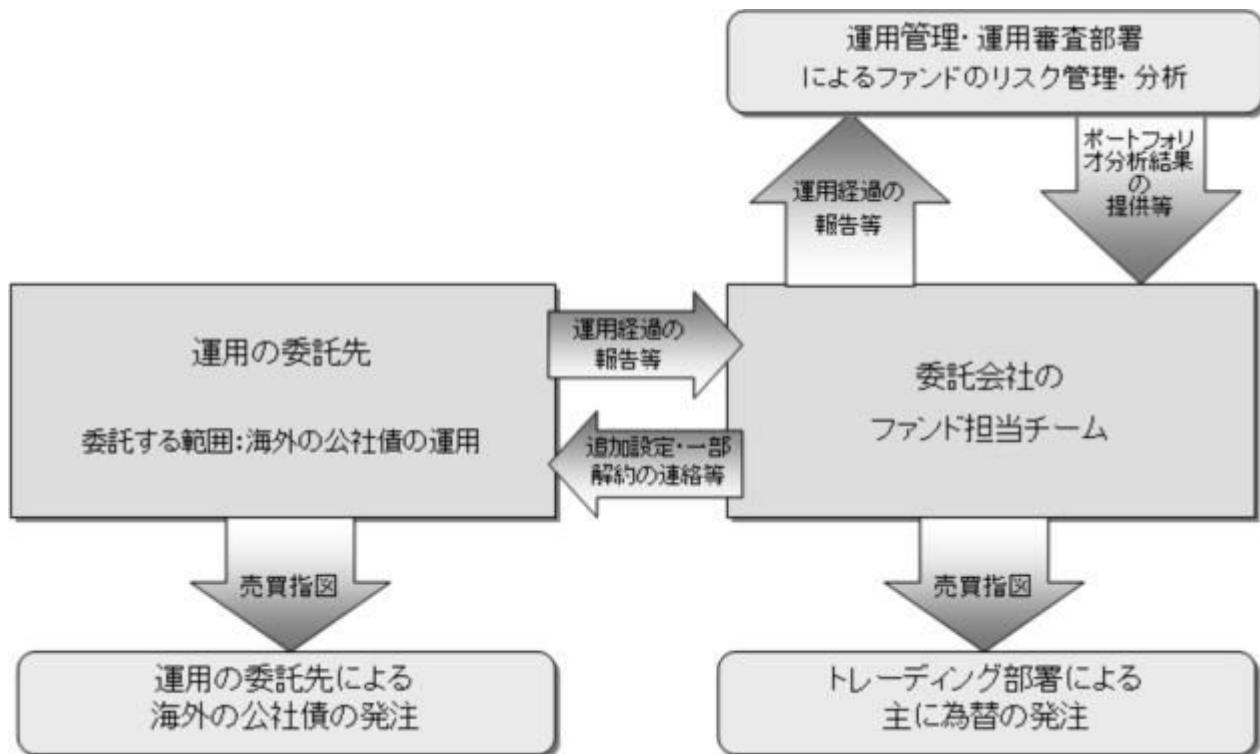 運用管理・運用審査部署
によるファンドのリスク管理・分析
運用経過の
報告等
ポートフォリ
オ分析結果
の
提供等
運用の委託先
委託する範囲:海外の公社債の運用
運用経過の
報告等
追加設定・一部
解約の連絡等
委託会社の
ファンド担当チーム
売買指図
売買指図
運用の委託先による
海外の公社債の発注
トレーディング部署による
主に為替の発注